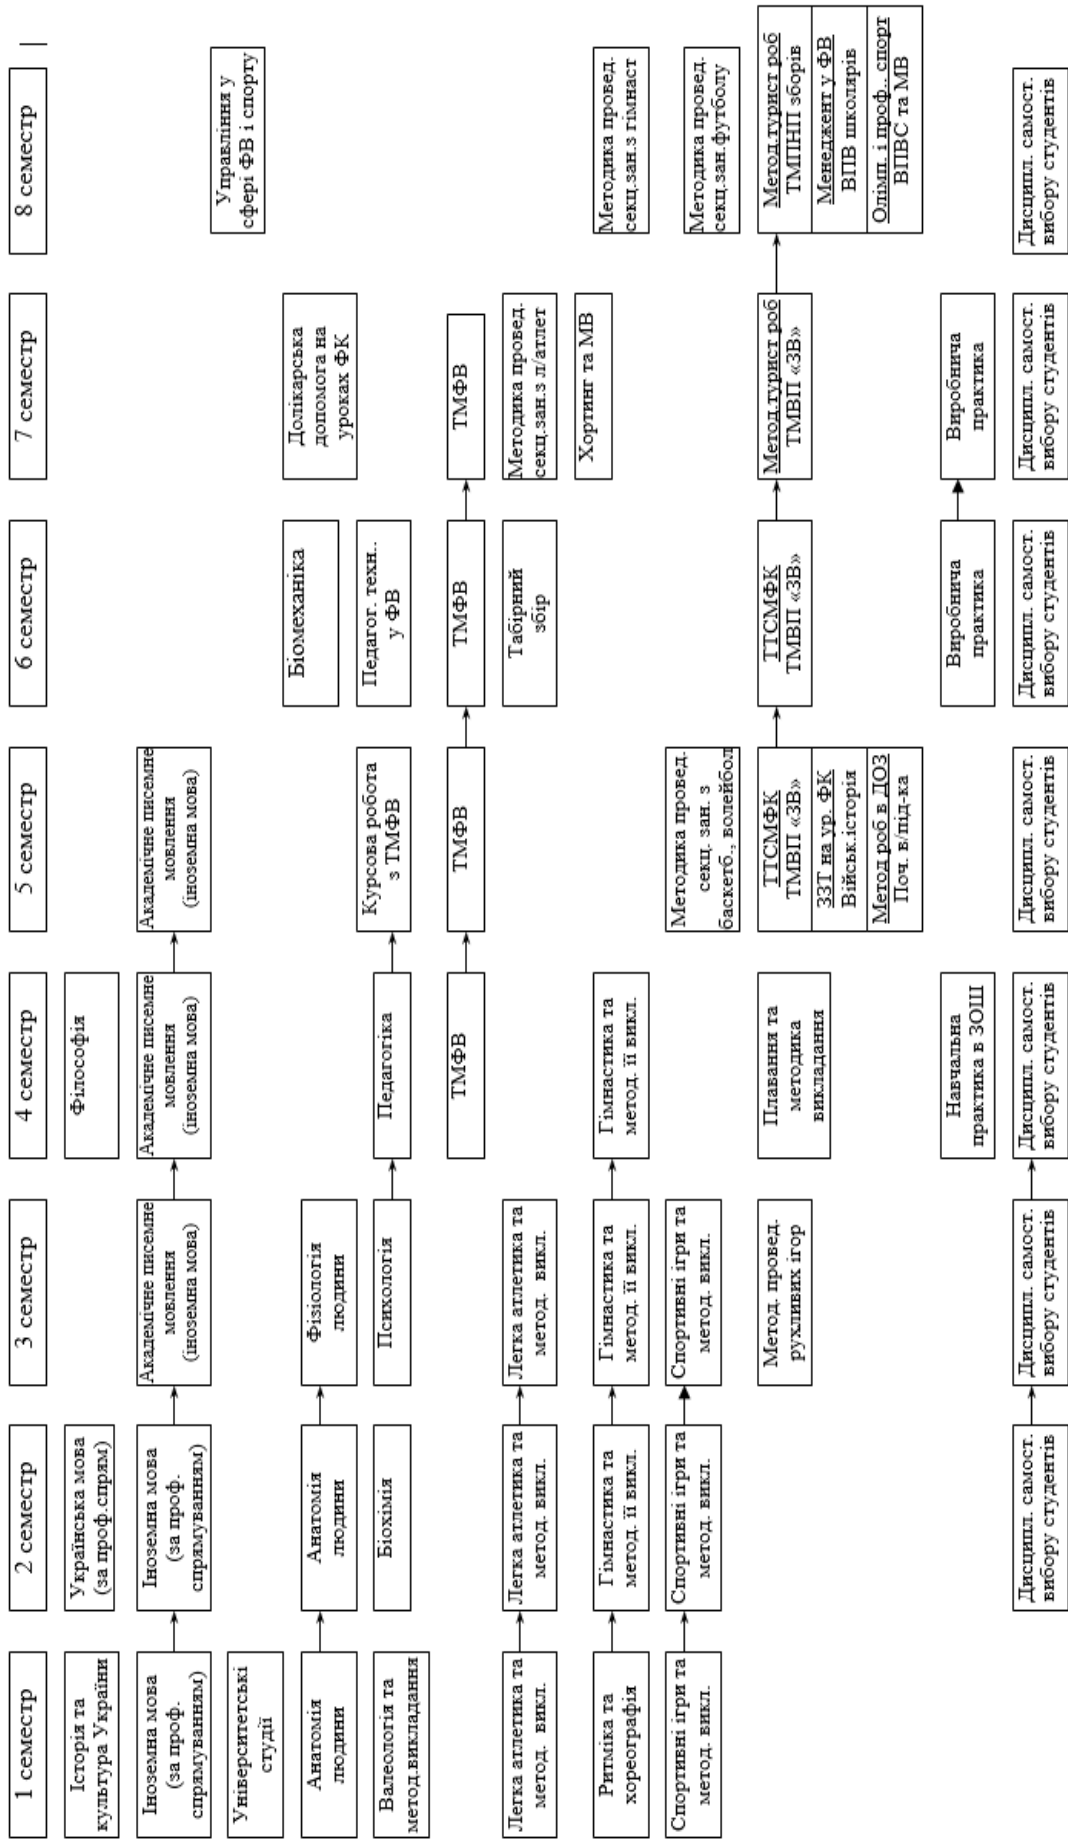 1 семестр
2 семестр
3 семестр
4 семестр
5 семестр
6 семестр
7 семестр
8 семестр
Історія та
культура України
Українська мова
(за проф.спрям)
Філософія
Іноземна мова
(за проф.
спрямуванням)
Іноземна мова
(за проф.
спрямуванням)
Академічне писемне
мовлення
(іноземна мова)
Академічне писемне
мовлення
(іноземна мова)
Академічне писемне
мовлення
(іноземна мова)
Університетські
студії
Управління у
сфері ФВ і спорту
Анатомія
людини
Анатомія
людини
Фізіологія
людини
Біомеханіка
Долікарська
допомога на
уроках ФК
Валеологія та
метод.викладання
Біохімія
Психологія
Педагогіка
Курсова робота
з ТМФВ
Педагог. техн..
у ФВ
ТМФВ
ТМФВ
ТМФВ
ТМФВ
Легка атлетика та
метод. викл.
Легка атлетика та
метод. викл.
Легка атлетика та
метод. викл.
Табірний
збір
Методика провед.
секц.зан.з л/атлет
Ритміка та
хореографія
Гімнастика та
метод. її викл.
Гімнастика та
метод. її викл.
Гімнастика та
метод. її викл.
Хортинг та МВ
Методика провед.
секц.зан.з гімнаст
Спортивні ігри та
метод. викл.
Спортивні ігри та
метод. викл.
Спортивні ігри та
метод. викл.
Методика провед.
секц. зан. з
баскетб., волейбол
Методика провед.
секц.зан.футболу
Метод. провед.
рухливих ігор
Плавання та
методика
викладання
ТТСМФК
ТМВП «ЗВ»
ЗЗТ на ур. ФК
Військ.історія
Метод роб в ДОЗ
Поч. в/під-ка
ТТСМФК
ТМВП «ЗВ»
Метод.турист роб
ТМВП «ЗВ»
Метод.турист роб
ТМПНП зборів
Менеджент у ФВ
ВПВ школярів
Олімп. і проф.. спорт
ВПВС та МВ
Навчальна
практика в ЗОШ
Виробнича
практика
Виробнича
практика
Дисципл. самост.
вибору студентів
Дисципл. самост.
вибору студентів
Дисципл. самост.
вибору студентів
Дисципл. самост.
вибору студентів
Дисципл. самост.
вибору студентів
Дисципл. самост.
вибору студентів
Дисципл. самост.
вибору студентів